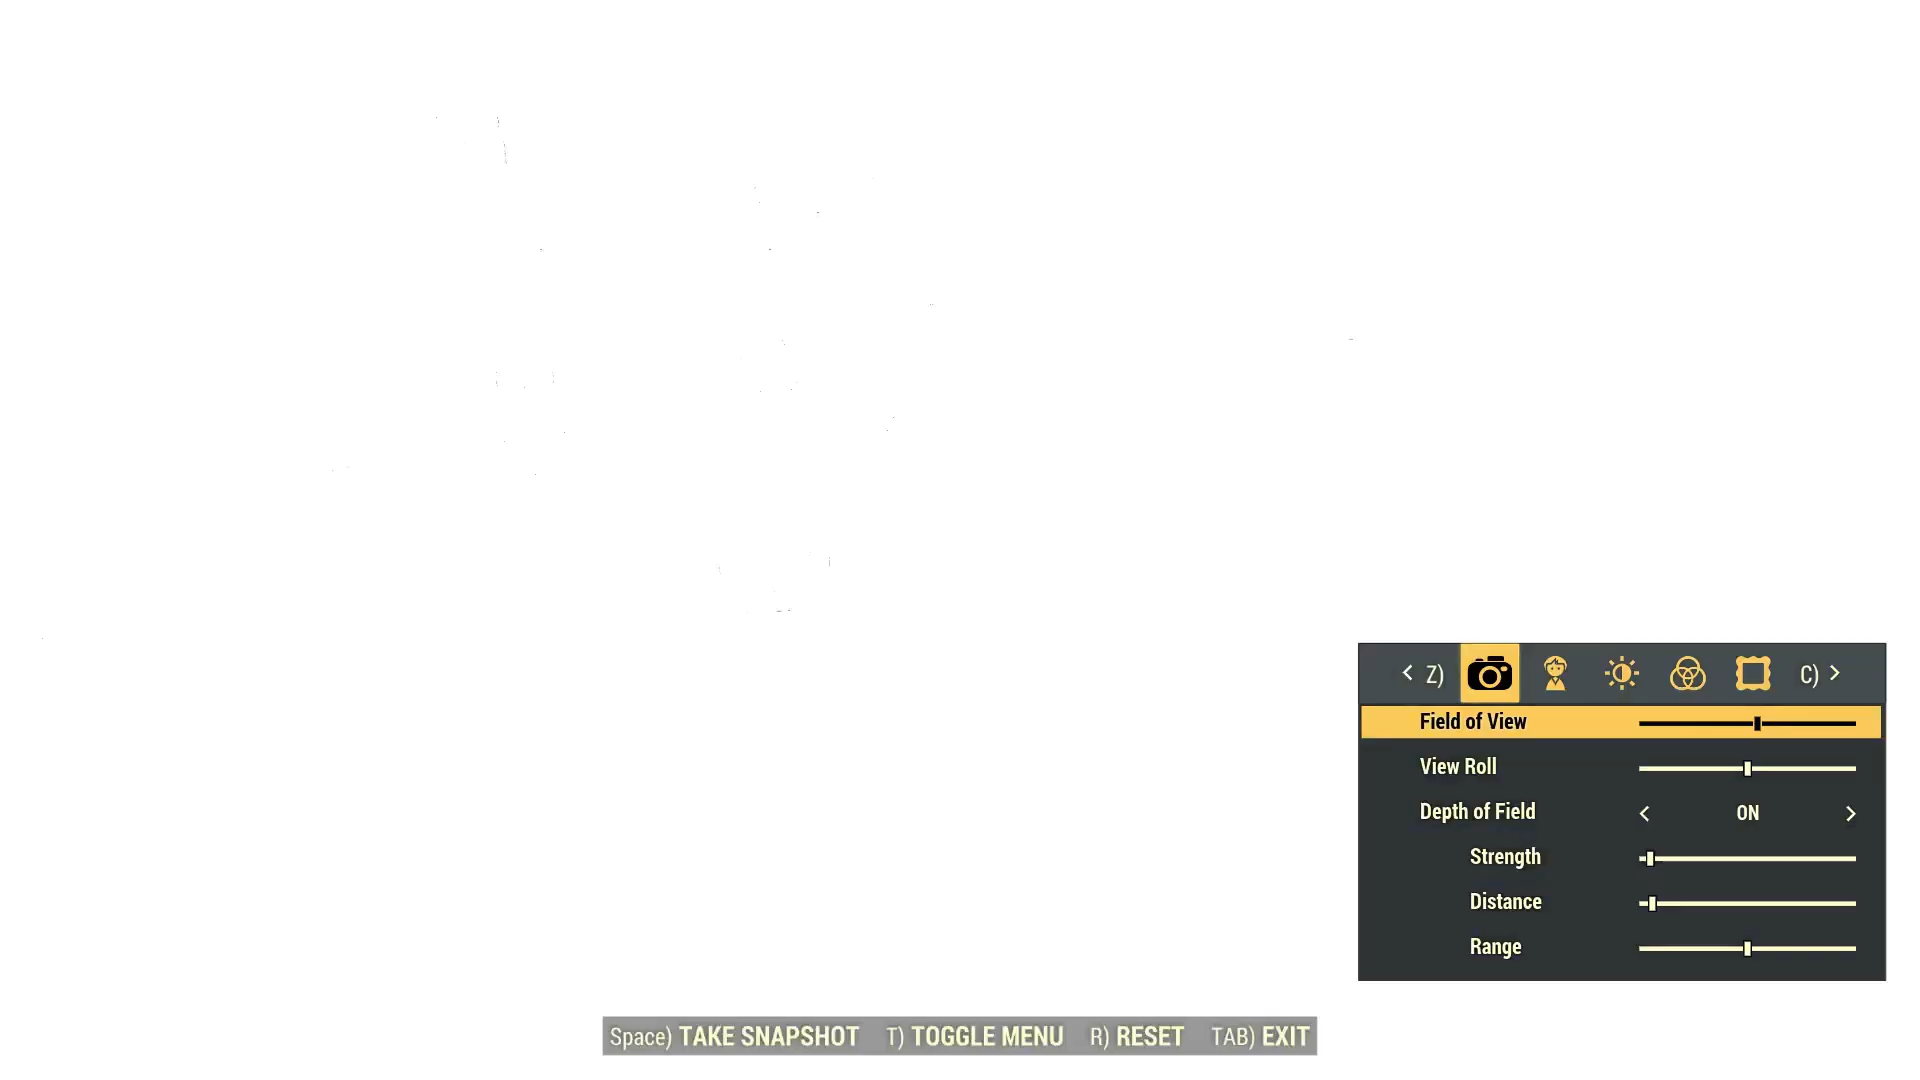 Z) C)
Field of View
View Roll
Depth of Field ON
Strength
Distance
Range
Space) TAKE SNAPSHOT T) TOGGLE MENU R) RESET TAB) EXIT